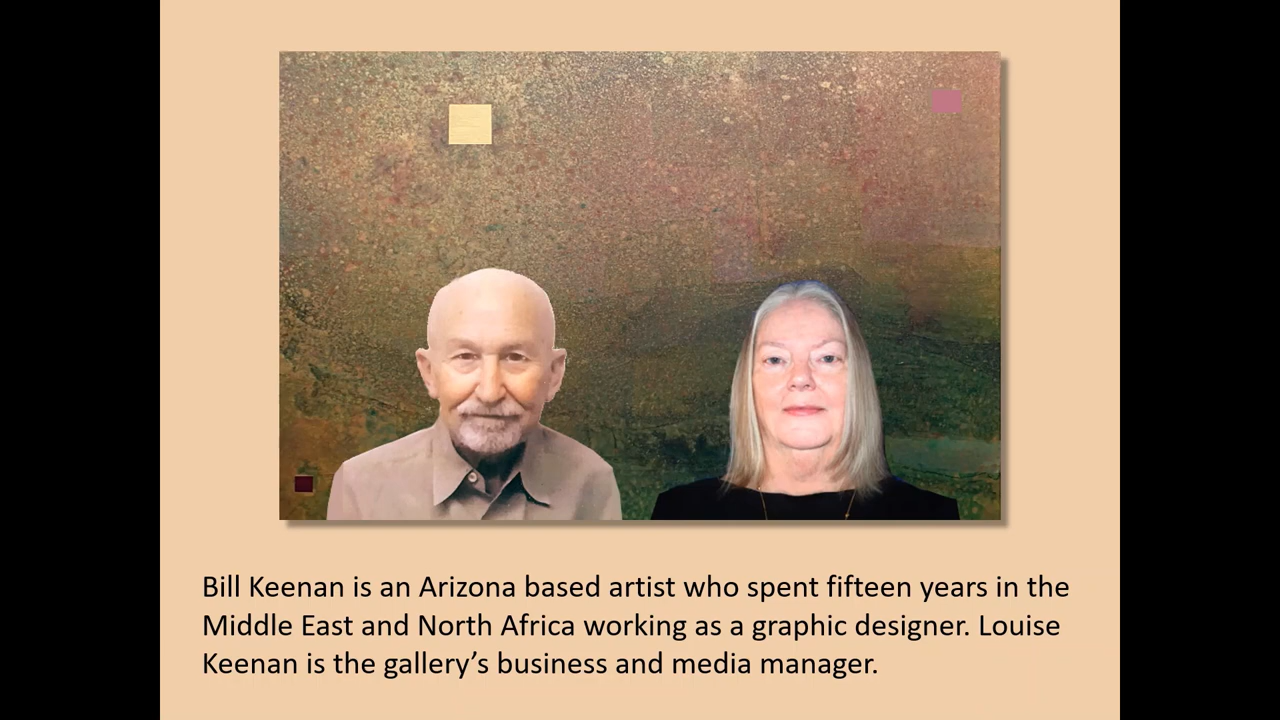 Bill Keenan is an Arizona based artist who spent fifteen years in the
Middle East and North Africa working as a graphic designer. Louise
Keenan is the gallery’s business and media manager.